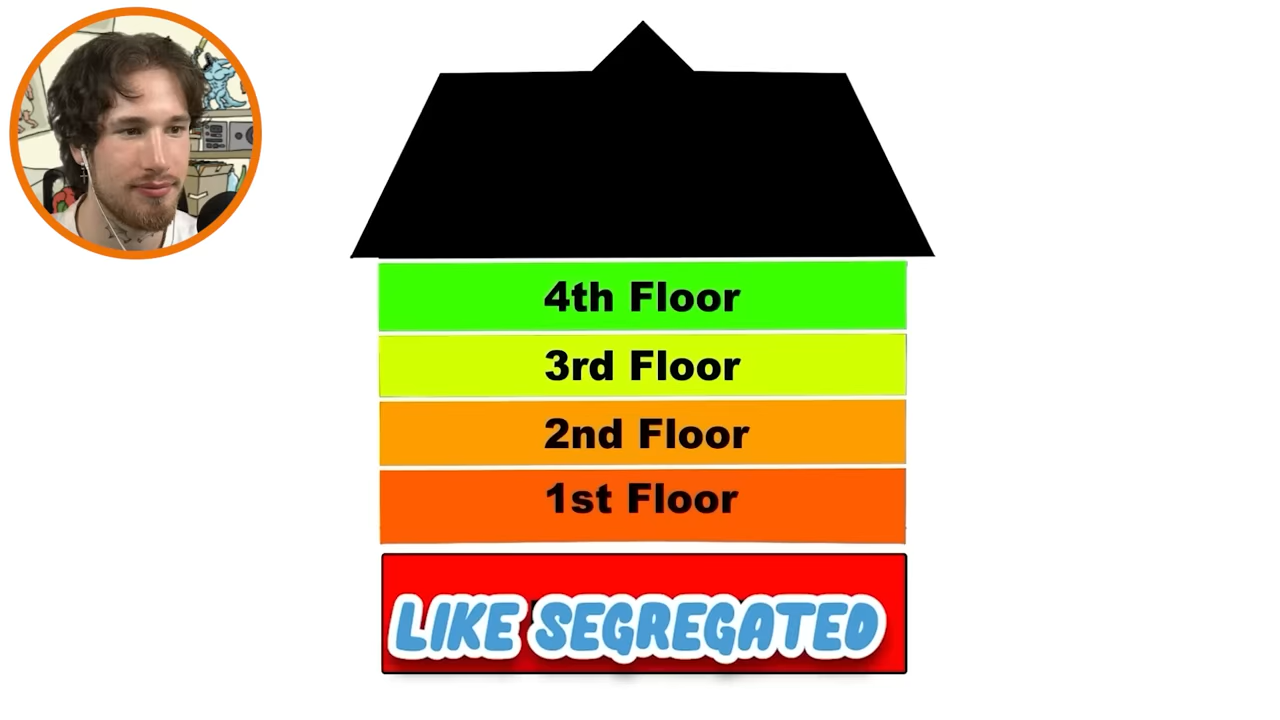 4th Floor
3rd Floor
2nd Floor
1st Floor
LIKE SEGREGATED